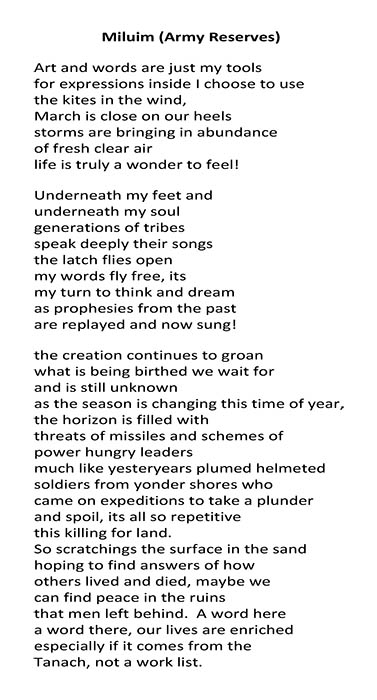 Miluim (Army Reserves)
Art and words are just my tools
for expressions inside I choose to use
the kites in the wind,
March is close on our heels
storms are bringing in abundance
of fresh clear air
life is truly a wonder to feel!
Underneath my feet and
underneath my soul
generations of tribes
speak deeply their songs
the latch flies open
my words fly free, its
my turn to think and dream
as prophesies from the past
are replayed and now sung!
the creation continues to groan
what is being birthed we wait for
and is still unknown
as the season is changing this time of year,
the horizon is filled with
threats of missiles and schemes of
power hungry leaders
much like yesteryears plumed helmeted
soldiers from yonder shores who
came on expeditions to take a plunder
and spoil, its all so repetitive
this killing for land.
So scratchings the surface in the sand
hoping to find answers of how
others lived and died, maybe we
can find peace in the ruins
that men left behind.  A word here
a word there, our lives are enriched
especially if it comes from the
Tanach, not a work list.